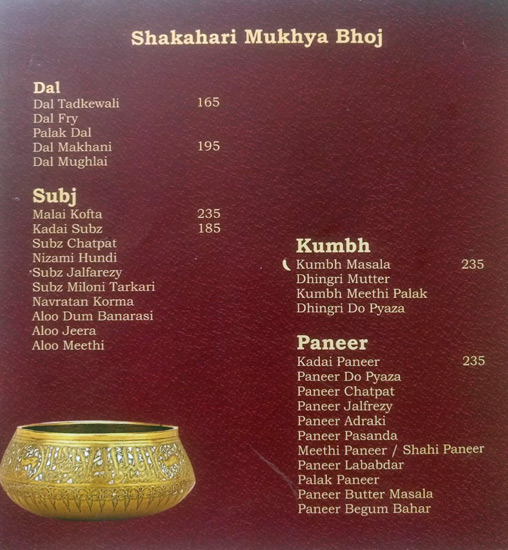 Shakahari Mukhya Bhoj
Dal
Dal Tadkewali 165
Dal Fry
Palak Dal
Dal Makhani 195
Dal Mughlai
Subj
Malai Kofta 235
Kadai Subz 185
Subz Chatpat
Nizami Hundi
Subz Jalfarezy
Subz Miloni Tarkari
Navratan Korma
Aloo Dum Banarasi
Aloo Jeera
Aloo Meethi
Kumbh
Kumbh Masala 235
Dhingri Mutter
Kumbh Meethi Palak
Dhingri Do Pyaza
Paneer
Kadai Paneer 235
Paneer Do Pyaza
Paneer Chatpat
Paneer Jalfrezy
Paneer Adraki
Paneer Pasanda
Meethi Paneer / Shahi Paneer
Paneer Lababdar
Palak Paneer
Paneer Butter Masala
Paneer Begum Bahar